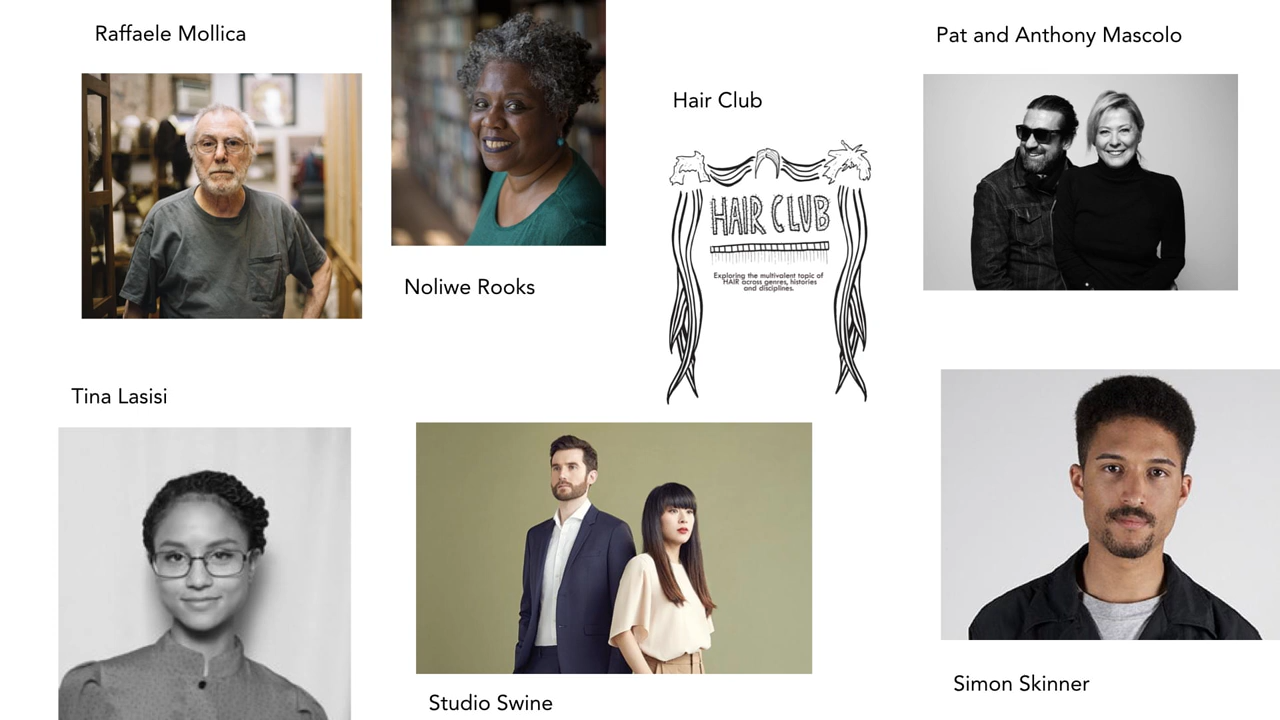 Raffaele Mollica
Pat and Anthony Mascolo
Hair Club
HAIR CLUB
Exploring the multivalent topic of
HAIR across genres, histories
and disciplines.
Noliwe Rooks
Tina Lasisi
Studio Swine
Simon Skinner